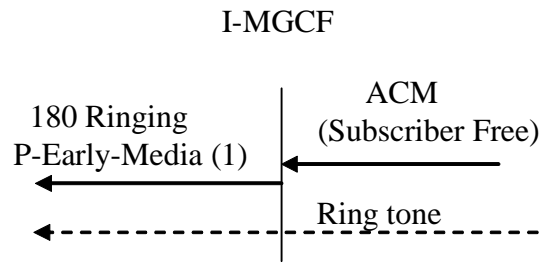 I-MGCF
ACM
180 Ringing
(Subscriber Free)
P-Early-Media (1)
Ring tone